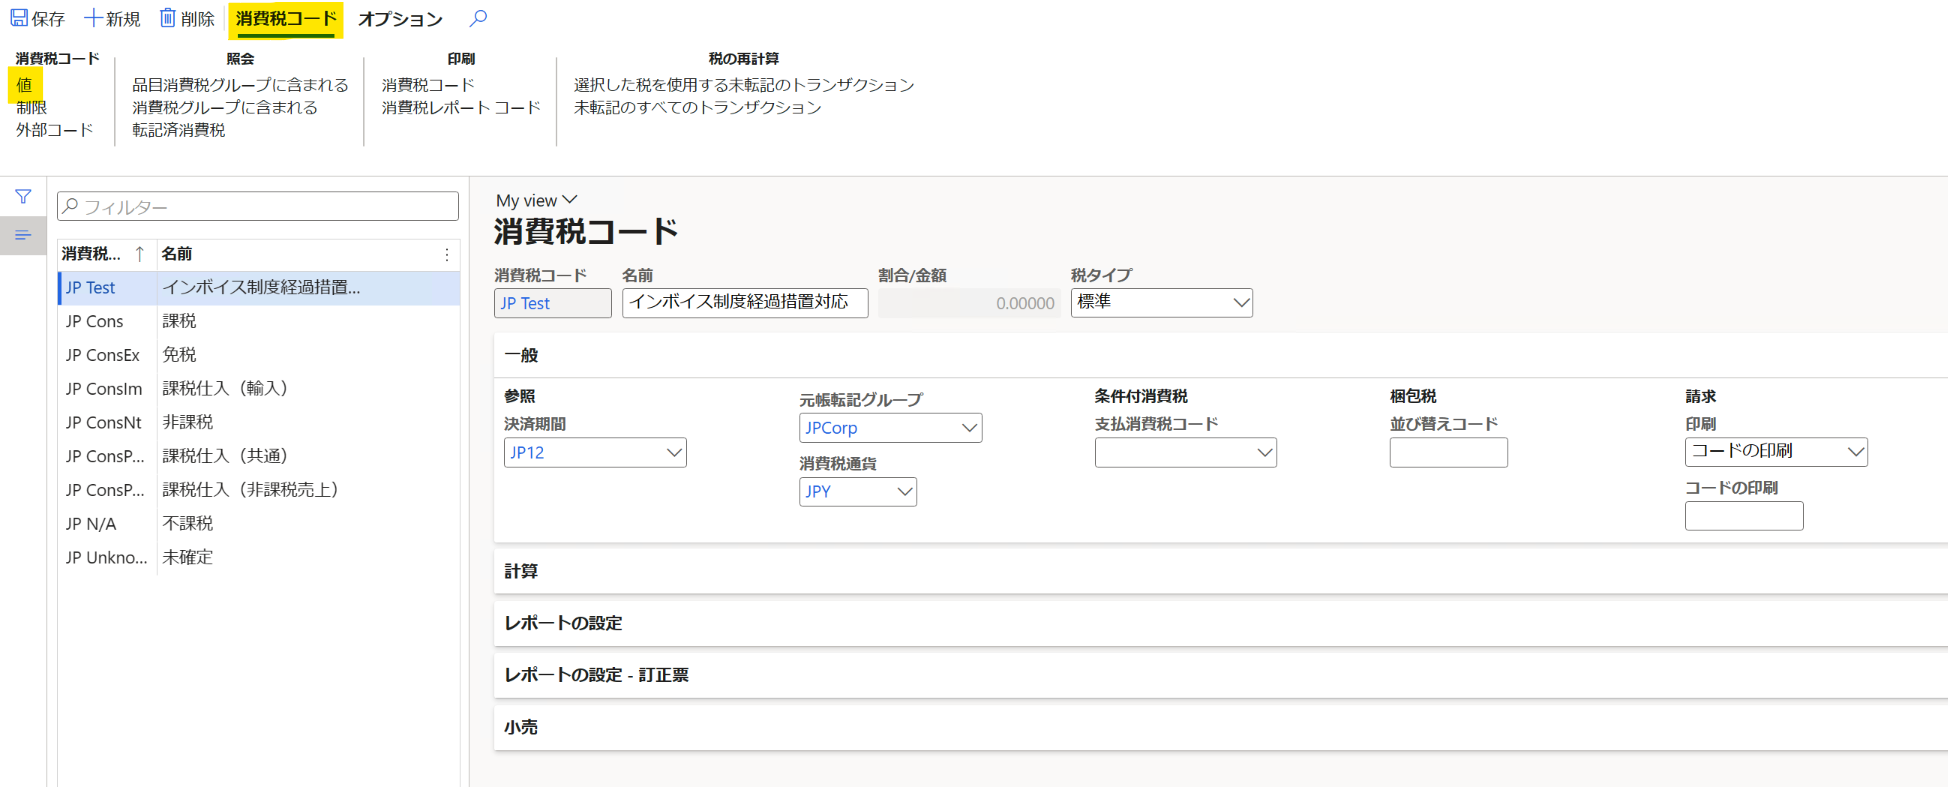 保存 新規 削除 消費税コード オプション
消費税コード
値
制限
外部コード
照会
品目消費税グループに含まれる
消費税グループに含まれる
転記済消費税
印刷
消費税コード
消費税レポート コード
税の再計算
選択した税を使用する未転記のトランザクション
未転記のすべてのトランザクション
フィルター
消費税... ↑ 名前
JP Test インボイス制度経過措置...
JP Cons 課税
JP ConsEx 免税
JP ConsIm 課税仕入（輸入）
JP ConsNt 非課税
JP ConsP... 課税仕入（共通）
JP ConsP... 課税仕入（非課税売上）
JP N/A 不課税
JP Unkno... 未確定
My view
消費税コード
消費税コード 名前 割合/金額 税タイプ
JP Test インボイス制度経過措置対応 0.00000 標準
一般
参照
決済期間
JP12
元帳転記グループ
JPCorp
消費税通貨
JPY
条件付消費税
支払消費税コード
梱包税
並び替えコード
請求
印刷
コードの印刷
コードの印刷
計算
レポートの設定
レポートの設定 - 訂正票
小売